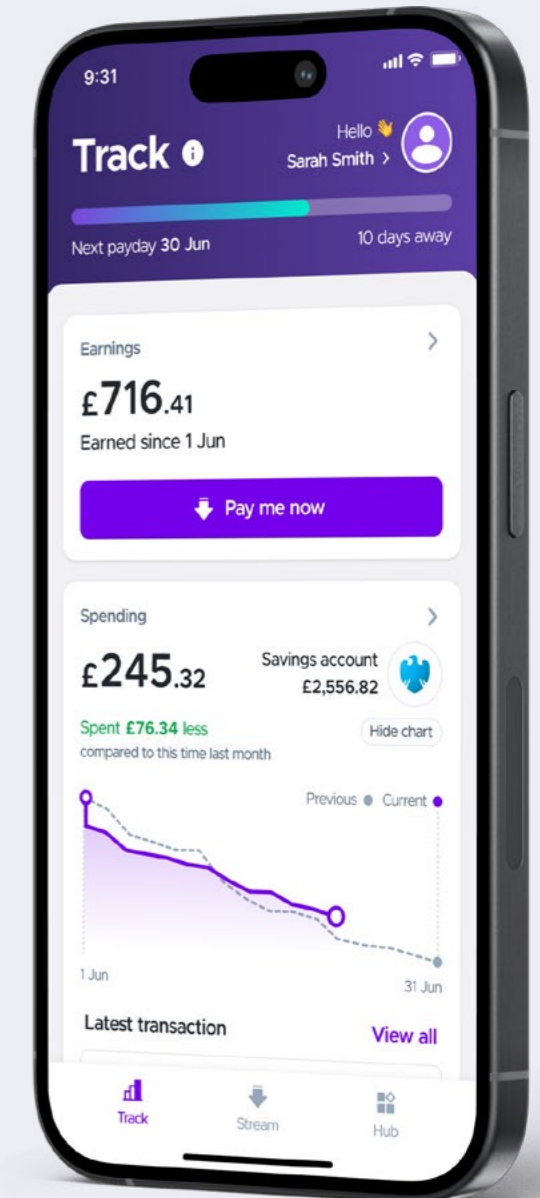 9:31
Track
Hello 👋
Sarah Smith >
Next payday 30 Jun
10 days away
Earnings
£716.41
Earned since 1 Jun
Pay me now
Spending
£245.32
Savings account
£2,556.82
Spent £76.34 less
compared to this time last month
Hide chart
Previous
Current
1 Jun
31 Jun
Latest transaction
View all
Track
Stream
Hub